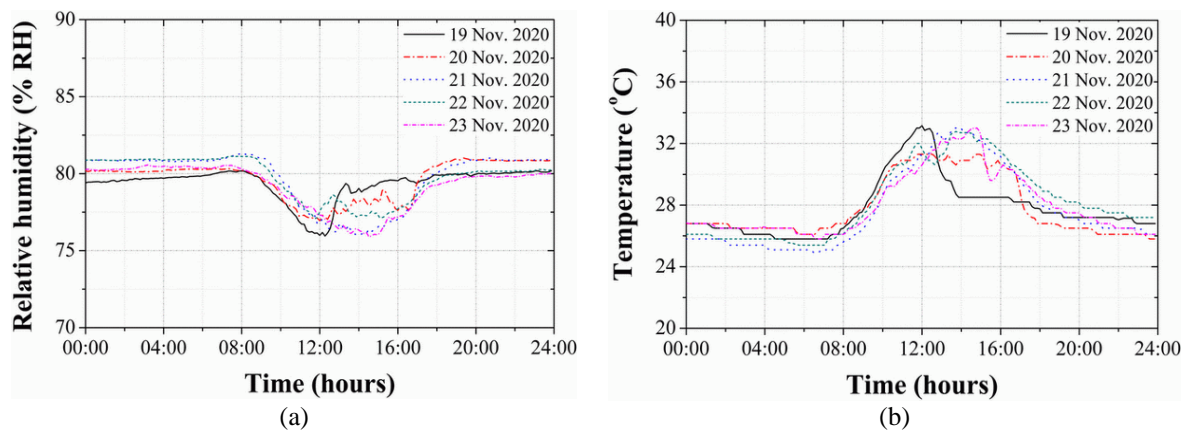 90
85
80
75
70
Relative humidity (% RH)
19 Nov. 2020
20 Nov. 2020
21 Nov. 2020
22 Nov. 2020
23 Nov. 2020
00:00 04:00 08:00 12:00 16:00 20:00 24:00
Time (hours)
(a)
40
36
32
28
24
20
Temperature (°C)
19 Nov. 2020
20 Nov. 2020
21 Nov. 2020
22 Nov. 2020
23 Nov. 2020
00:00 04:00 08:00 12:00 16:00 20:00 24:00
Time (hours)
(b)